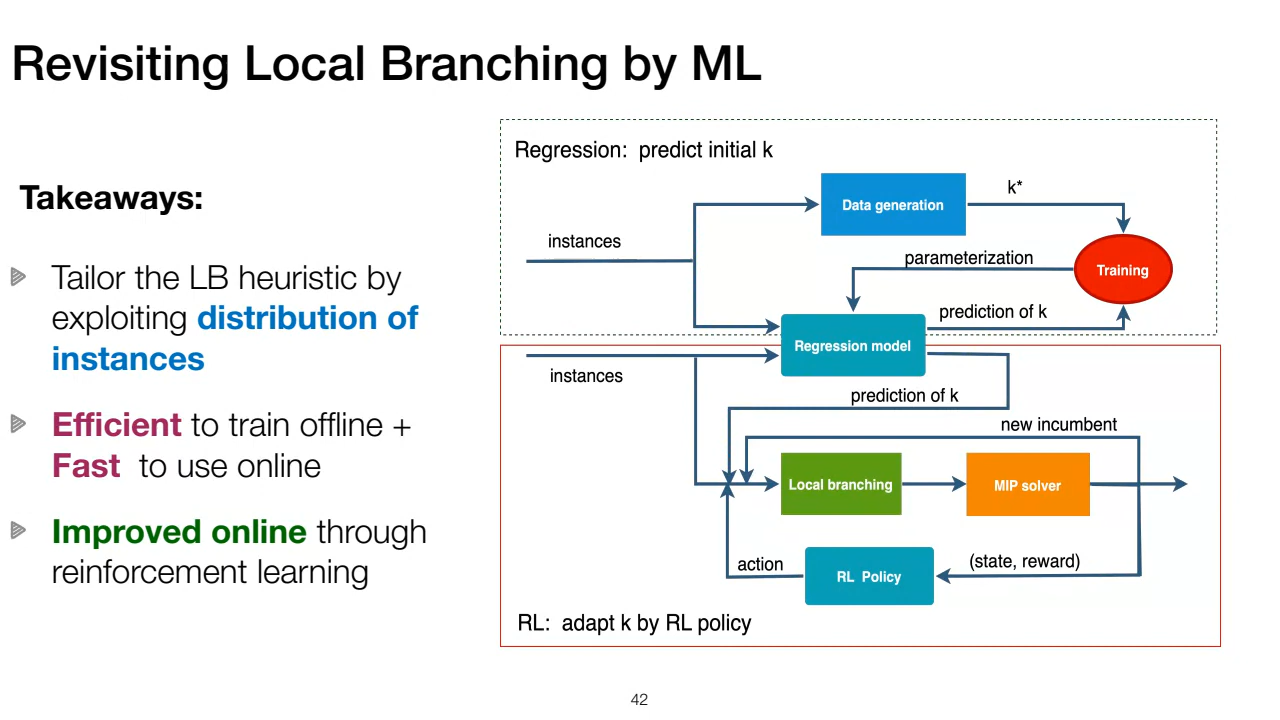 Revisiting Local Branching by ML
Takeaways:
Tailor the LB heuristic by
exploiting distribution of
instances
Efficient to train offline +
Fast to use online
Improved online through
reinforcement learning
Regression: predict initial k
Data generation
k*
instances
parameterization
Training
prediction of k
Regression model
instances
prediction of k
new incumbent
Local branching
MIP solver
action
RL Policy
(state, reward)
RL: adapt k by RL policy
42